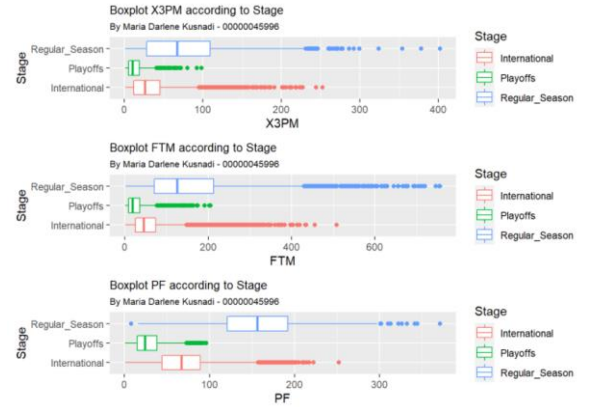 Boxplot X3PM according to Stage
By Maria Darlene Kusnadi - 00000045996
Stage
Regular_Season
Playoffs
International
0 100 200 300 400
X3PM
Stage
International
Playoffs
Regular_Season
Boxplot FTM according to Stage
By Maria Darlene Kusnadi - 00000045996
Stage
Regular_Season
Playoffs
International
0 200 400 600
FTM
Stage
International
Playoffs
Regular_Season
Boxplot PF according to Stage
By Maria Darlene Kusnadi - 00000045996
Stage
Regular_Season
Playoffs
International
0 100 200 300
PF
Stage
International
Playoffs
Regular_Season